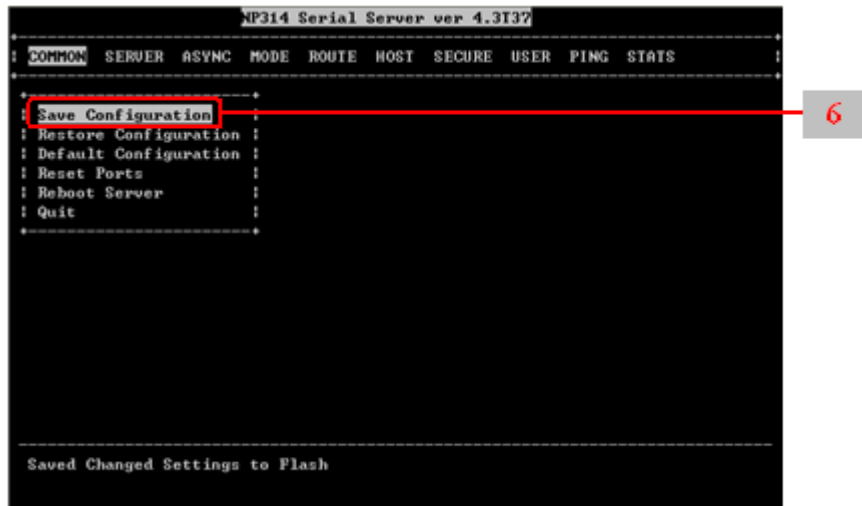 NP314 Serial Server ver 4.3T37
COMMON SERVER ASYNC MODE ROUTE HOST SECURE USER PING STATS
Save Configuration
6
Restore Configuration
Default Configuration
Reset Ports
Reboot Server
Quit
Saved Changed Settings to Flash